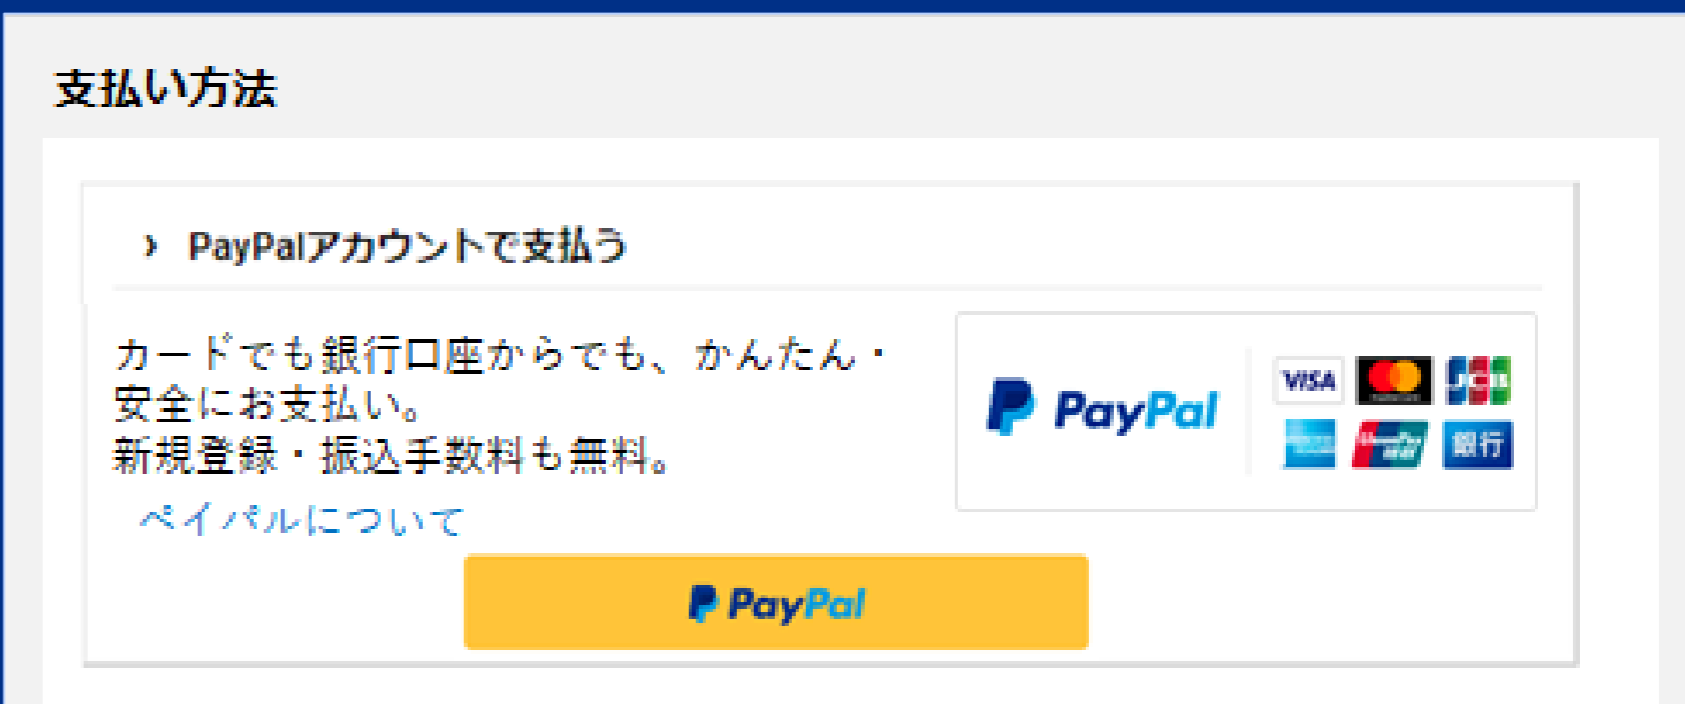 支払い方法
› PayPalアカウントで支払う
カードでも銀行口座からでも、かんたん・
安全にお支払い。
新規登録・振込手数料も無料。
ペイパルについて
PayPal
VISA
JCB
銀行
PayPal